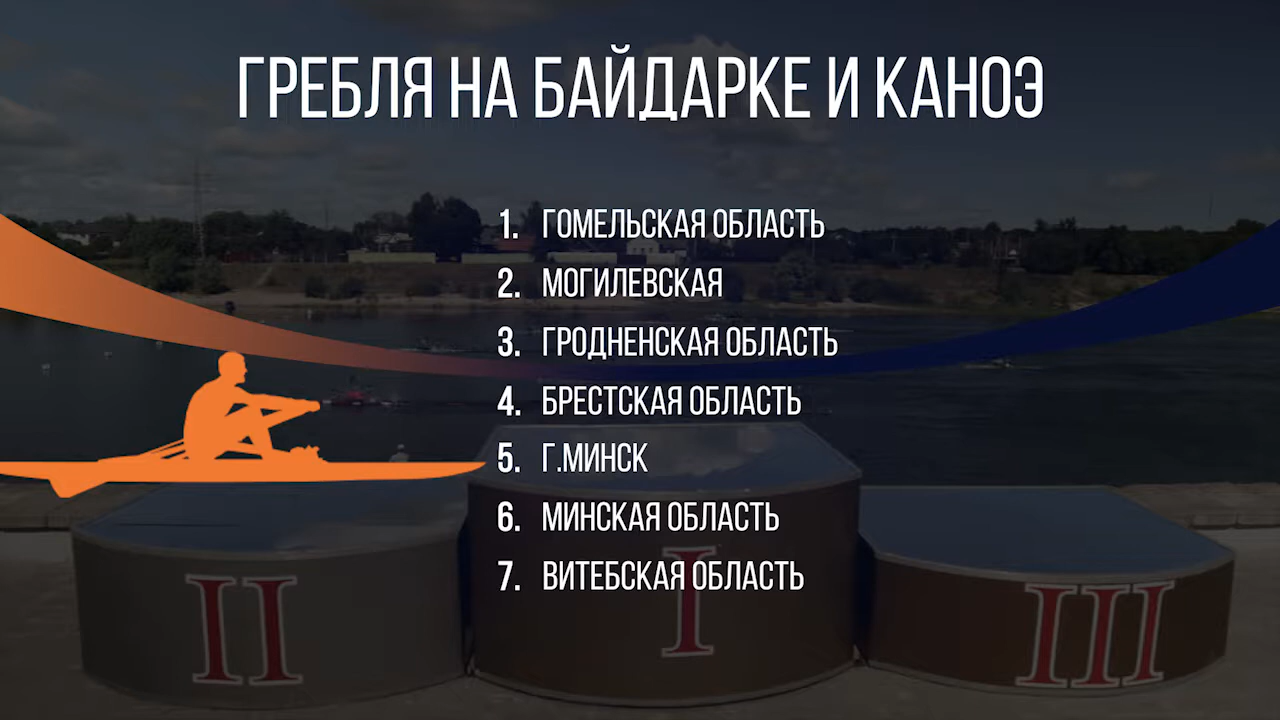 ГРЕБЛЯ НА БАЙДАРКЕ И КАНОЭ
1. ГОМЕЛЬСКАЯ ОБЛАСТЬ
2. МОГИЛЕВСКАЯ
3. ГРОДНЕНСКАЯ ОБЛАСТЬ
4. БРЕСТСКАЯ ОБЛАСТЬ
5. Г.МИНСК
6. МИНСКАЯ ОБЛАСТЬ
7. ВИТЕБСКАЯ ОБЛАСТЬ
II I III